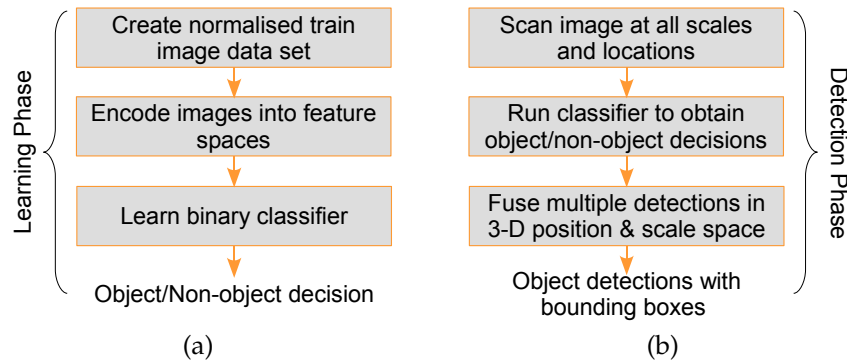 Learning Phase
Create normalised train
image data set
Encode images into feature
spaces
Learn binary classifier
Object/Non-object decision
(a)
Scan image at all scales
and locations
Run classifier to obtain
object/non-object decisions
Fuse multiple detections in
3-D position & scale space
Object detections with
bounding boxes
Detection Phase
(b)